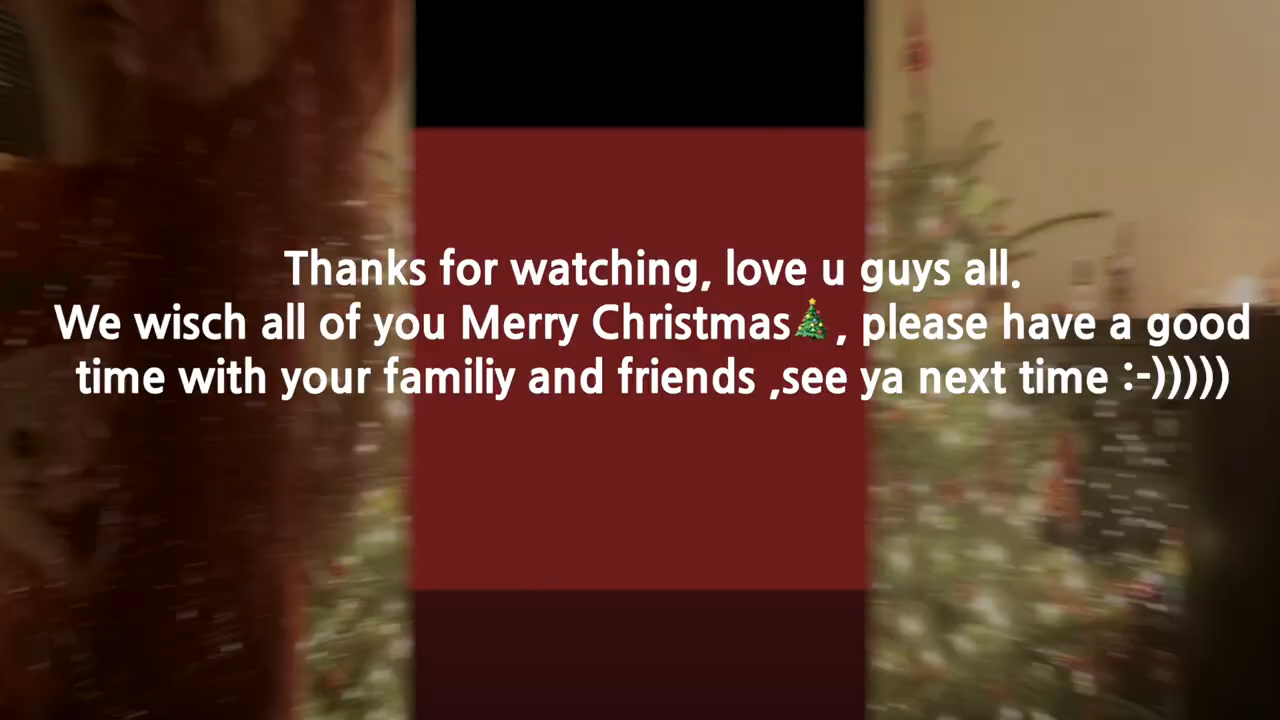 Thanks for watching, love u guys all.
We wisch all of you Merry Christmas🎄, please have a good
time with your familiy and friends ,see ya next time :-)))))